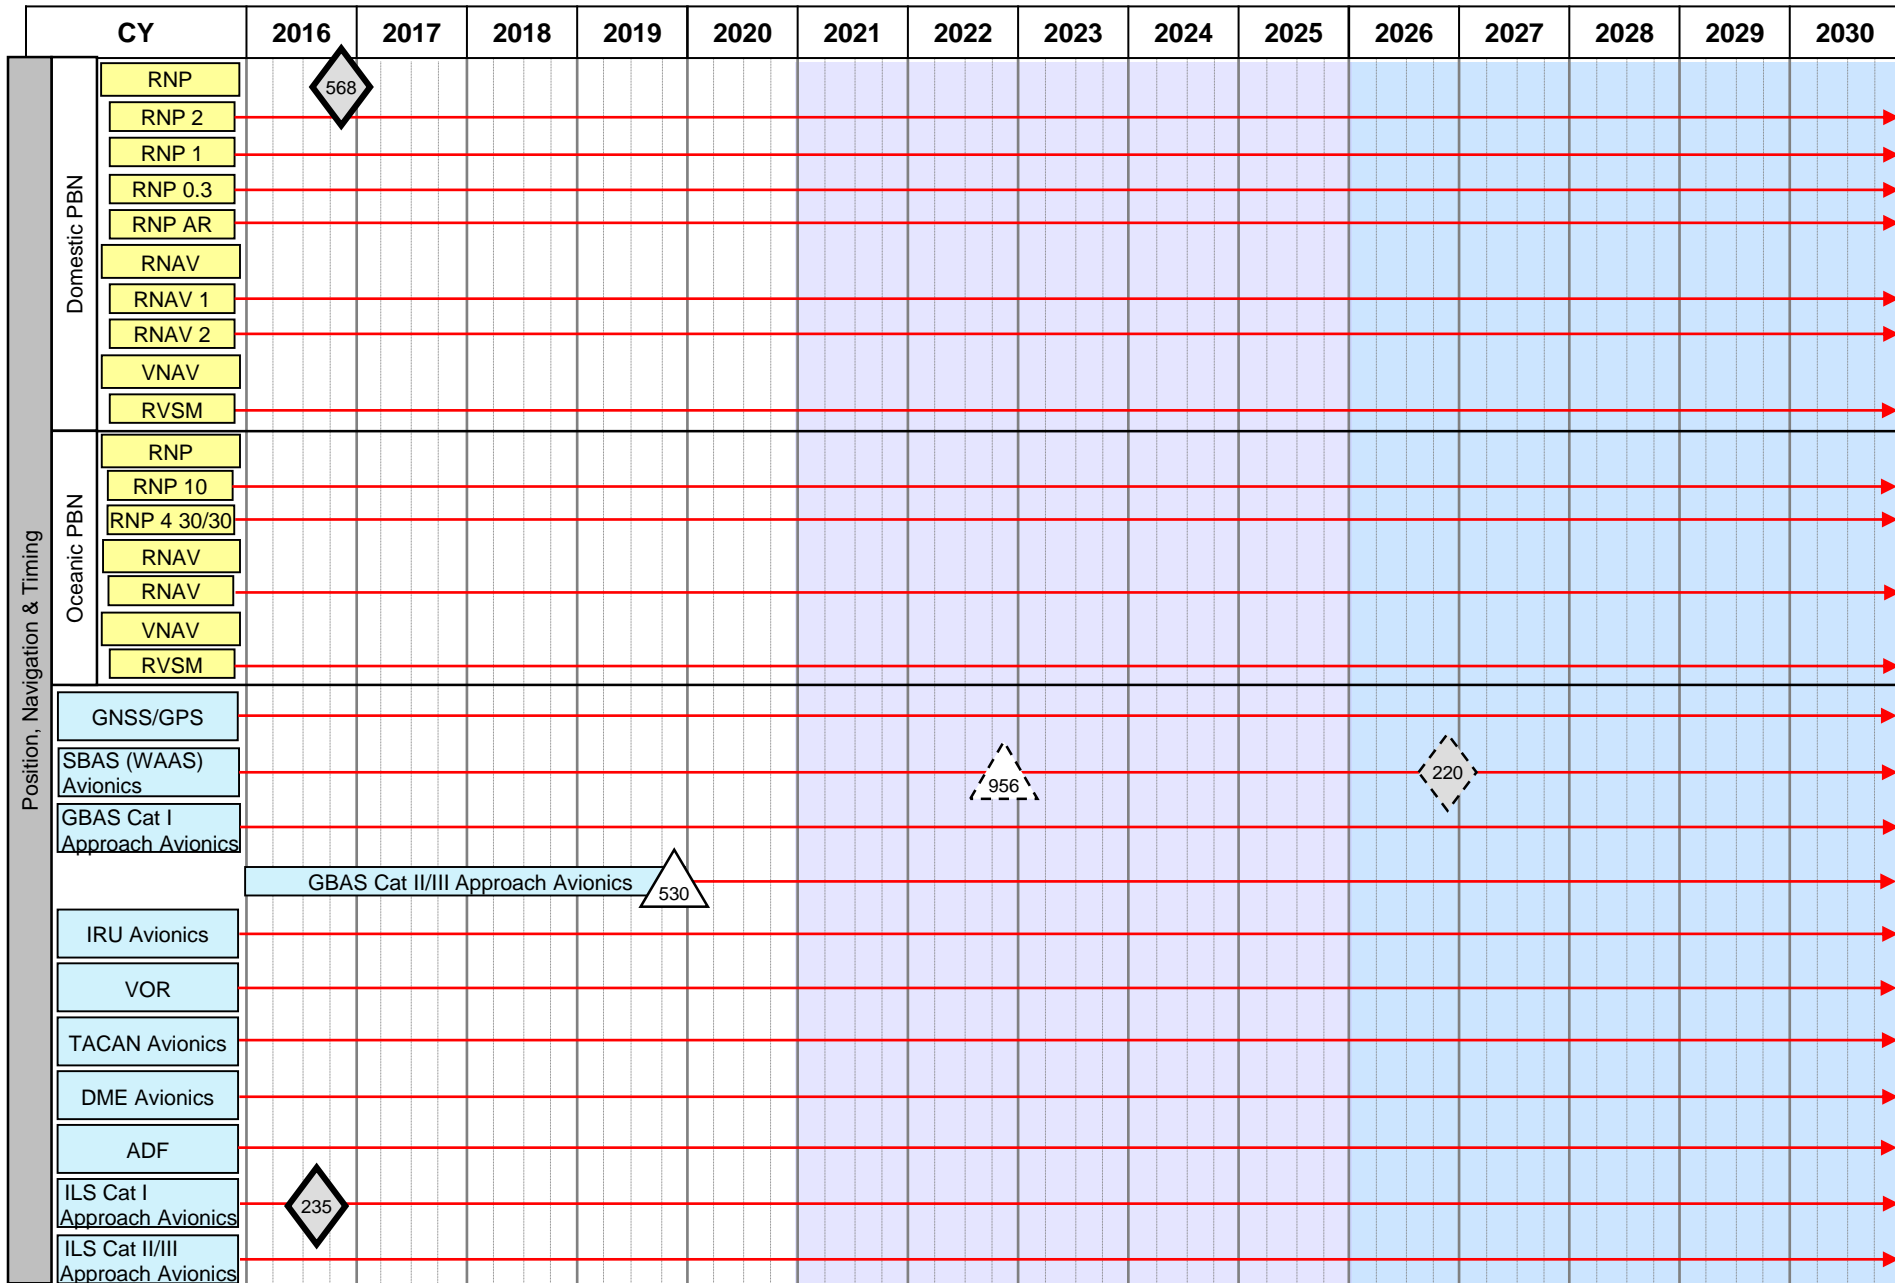 CY 2016 2017 2018 2019 2020 2021 2022 2023 2024 2025 2026 2027 2028 2029 2030
Position, Navigation & Timing
Domestic PBN
RNP
568
RNP 2
RNP 1
RNP 0.3
RNP AR
RNAV
RNAV 1
RNAV 2
VNAV
RVSM
Oceanic PBN
RNP
RNP 10
RNP 4 30/30
RNAV
RNAV
VNAV
RVSM
GNSS/GPS
SBAS (WAAS)
Avionics
956
220
GBAS Cat I
Approach Avionics
GBAS Cat II/III Approach Avionics
530
IRU Avionics
VOR
TACAN Avionics
DME Avionics
ADF
ILS Cat I
Approach Avionics
235
ILS Cat II/III
Approach Avionics